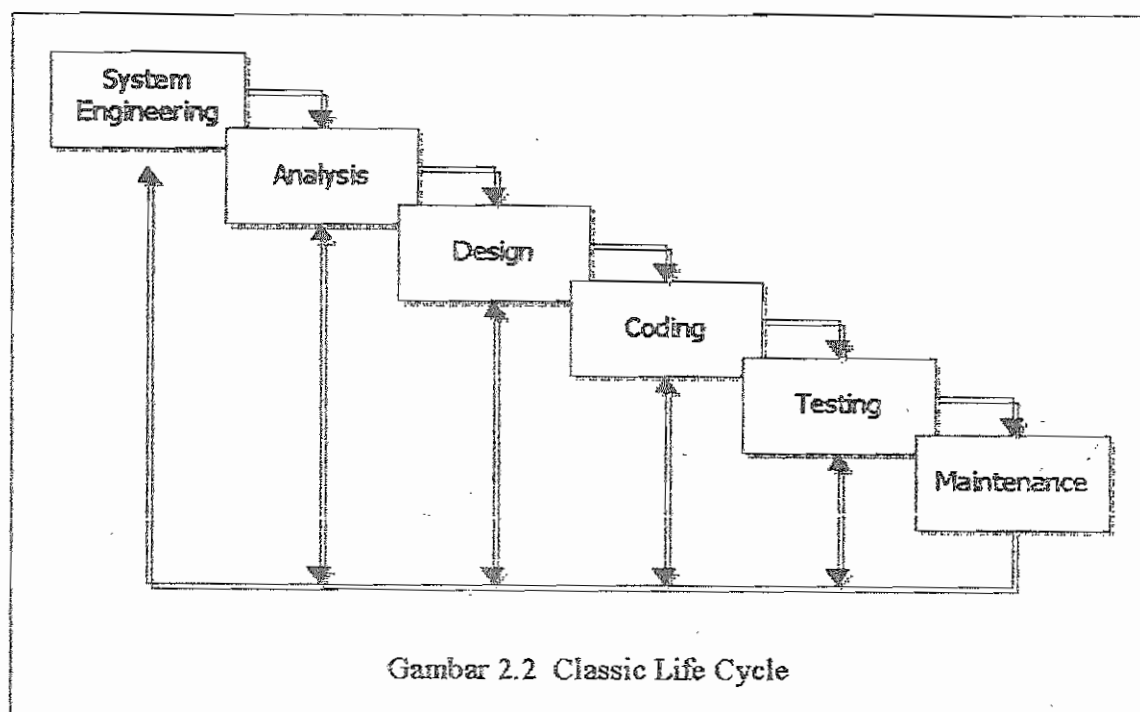 System
Engineering
Analysis
Design
Coding
Testing
Maintenance
Gambar 2.2 Classic Life Cycle